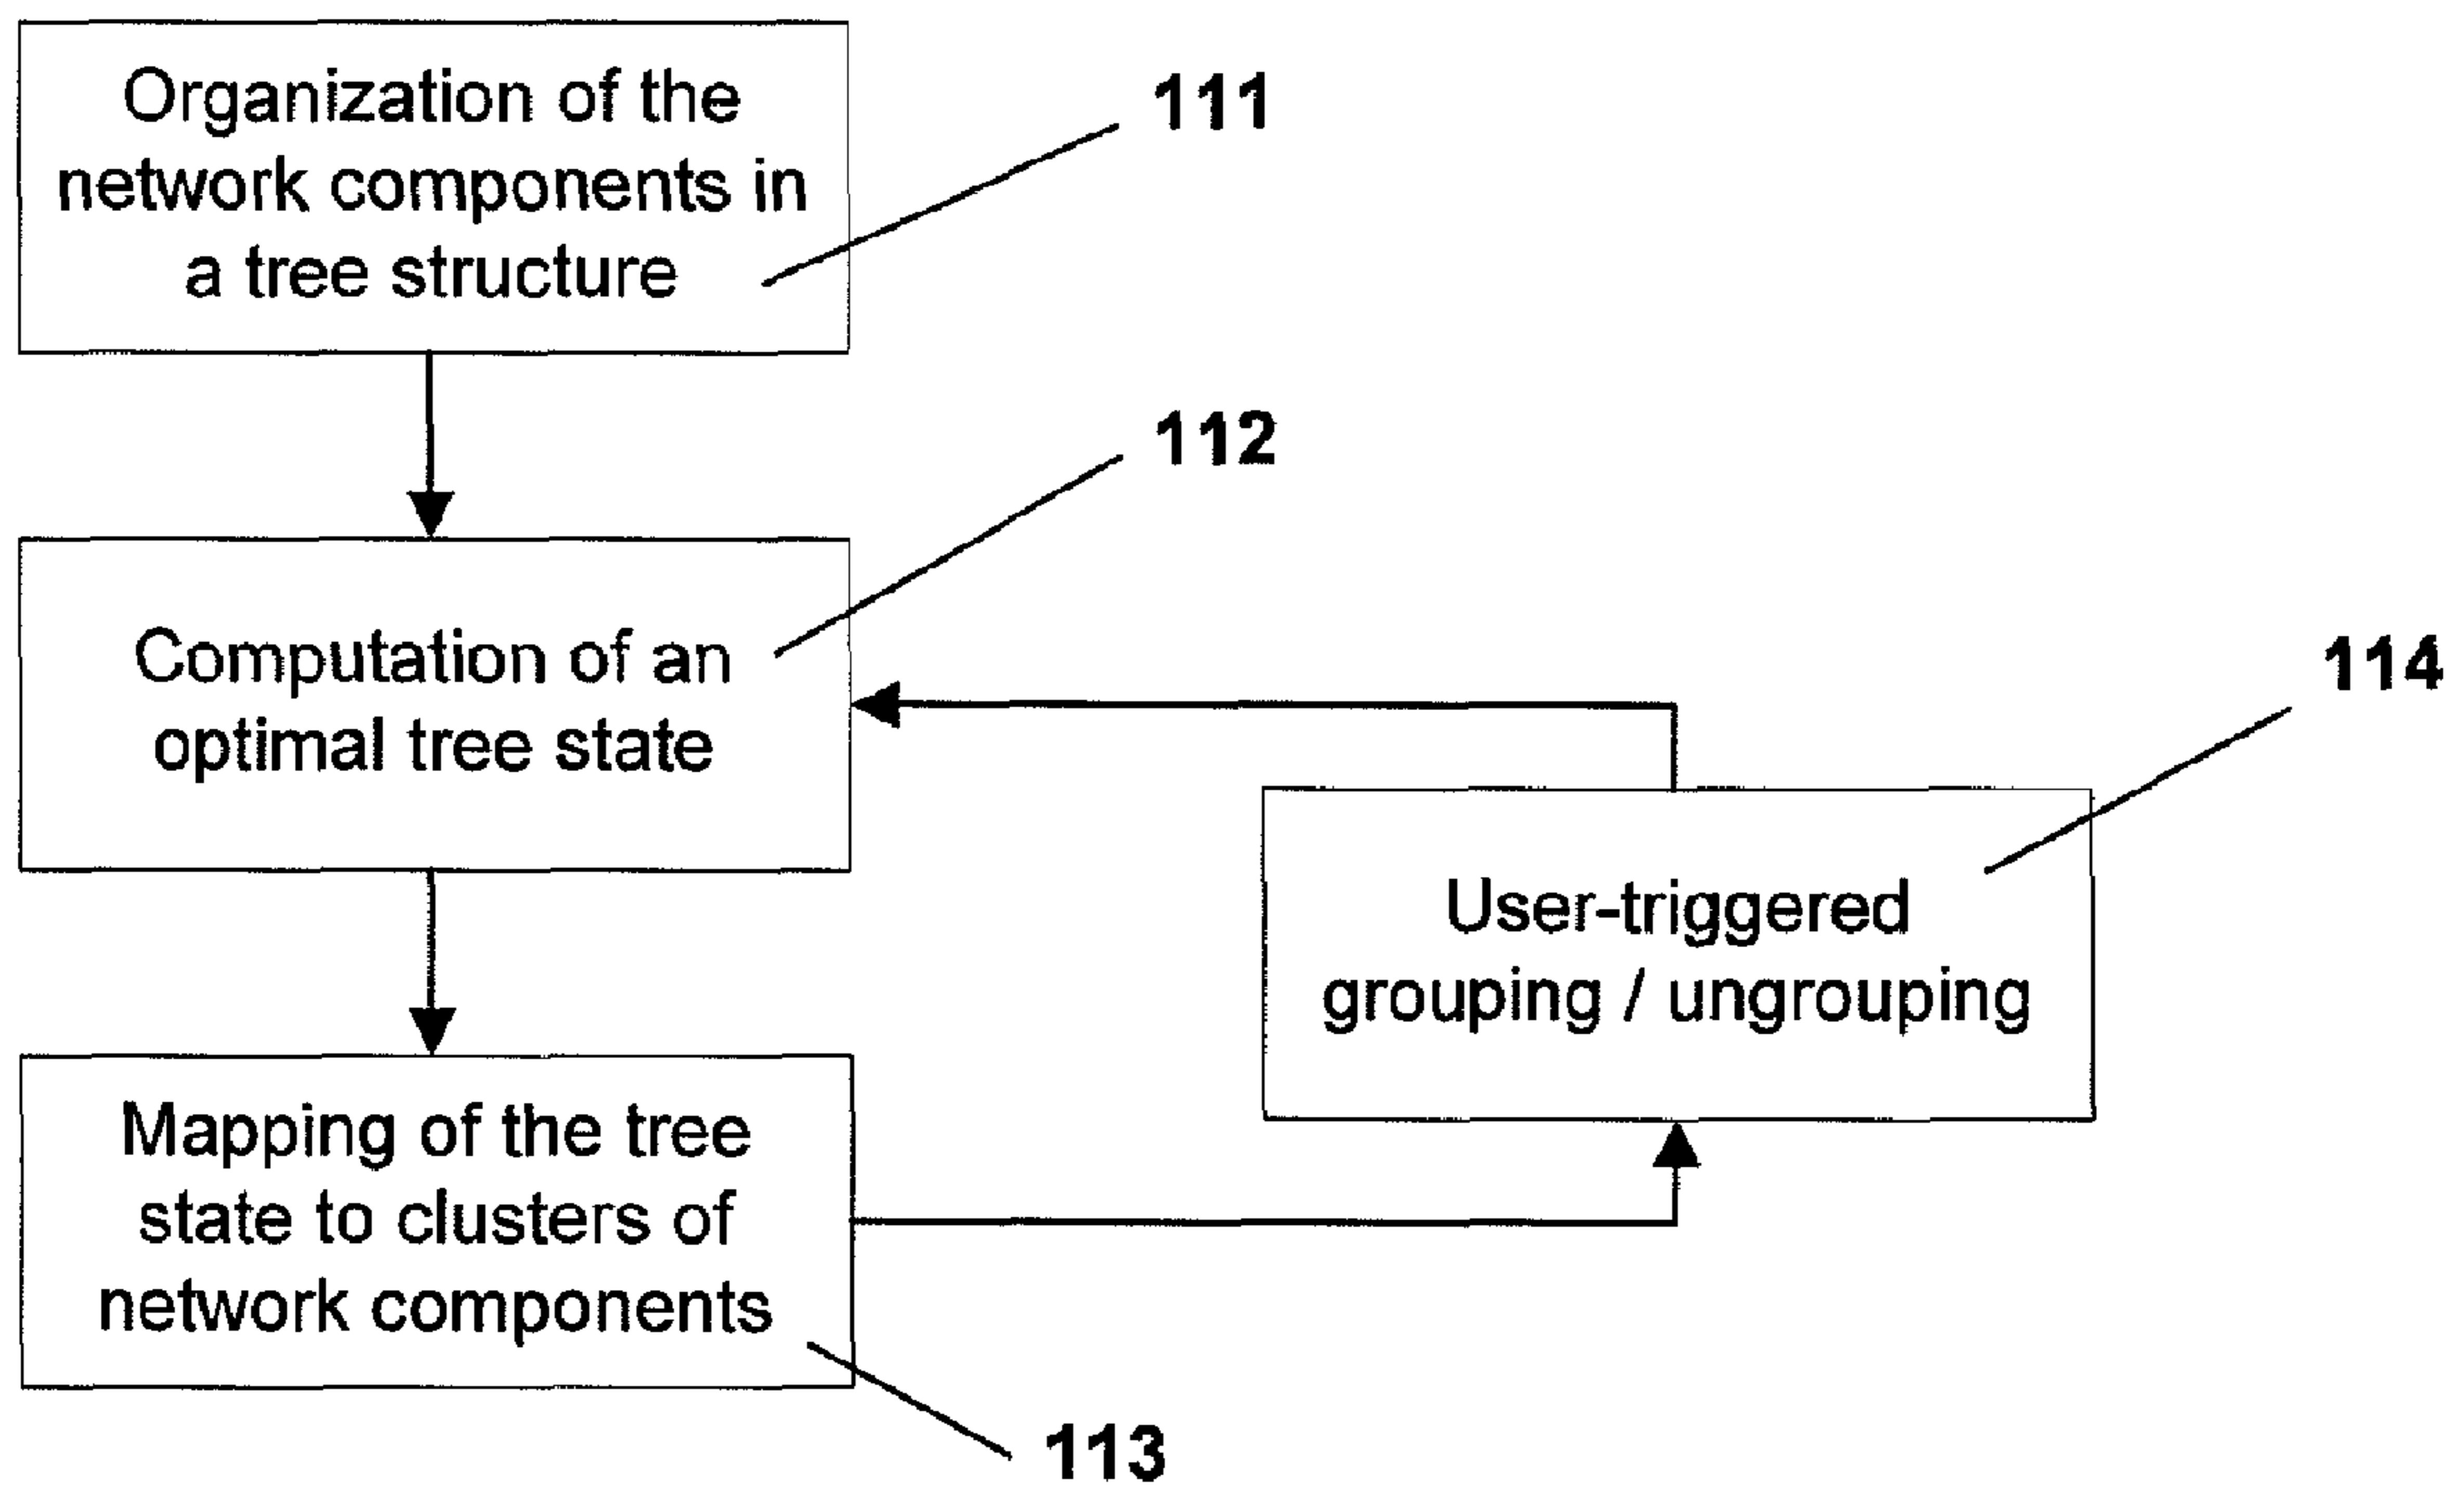 Organization of the
network components in
a tree structure
111
112
Computation of an
optimal tree state
114
User-triggered
grouping / ungrouping
Mapping of the tree
state to clusters of
network components
113